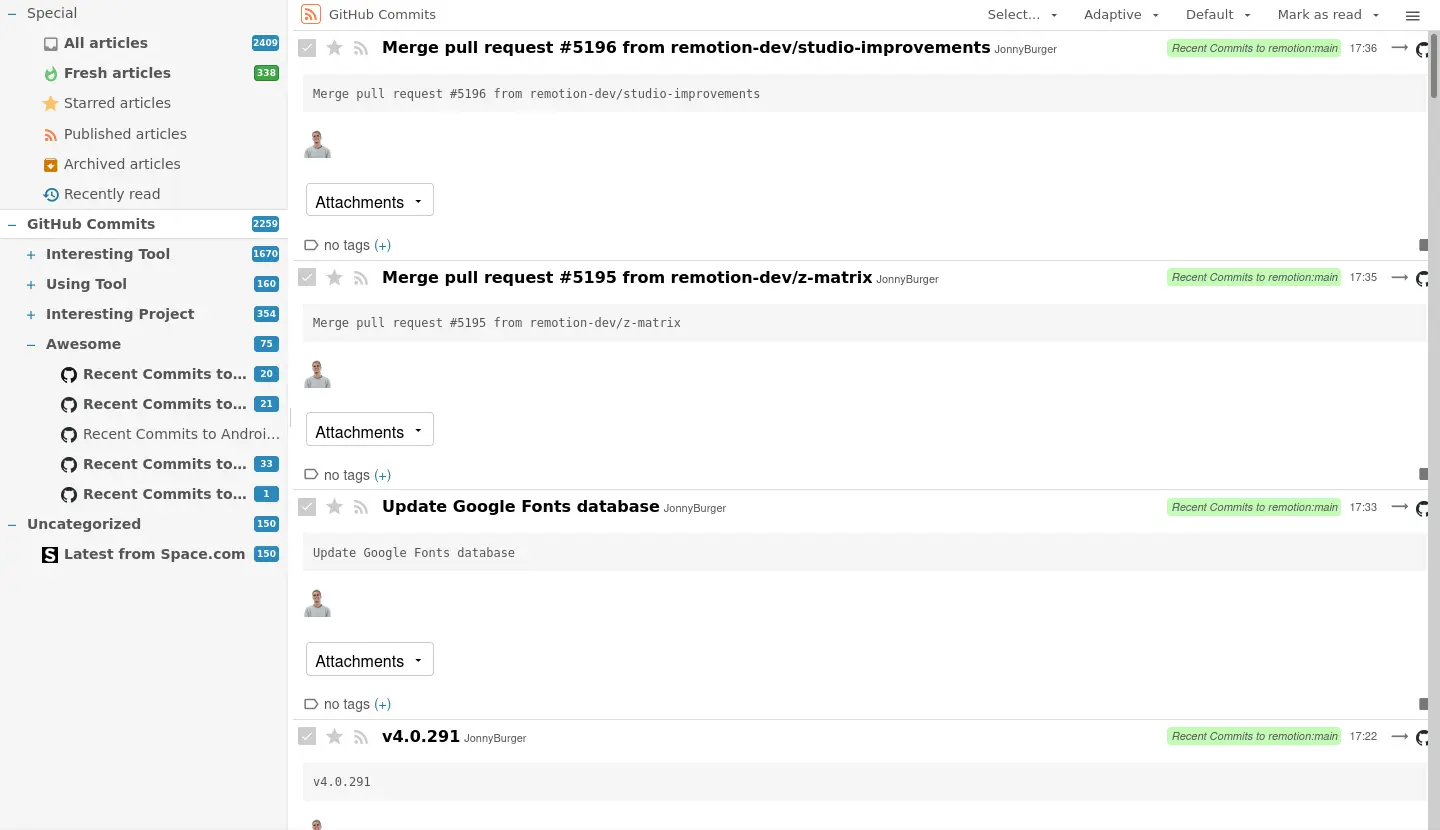 Special
All articles 2409
Fresh articles 338
Starred articles
Published articles
Archived articles
Recently read
GitHub Commits 2259
+ Interesting Tool 1670
+ Using Tool 160
+ Interesting Project 354
Awesome 75
Recent Commits to... 20
Recent Commits to... 21
Recent Commits to Androi...
Recent Commits to... 33
Recent Commits to... 1
Uncategorized 150
S Latest from Space.com 150
GitHub Commits Select... Adaptive Default Mark as read
Merge pull request #5196 from remotion-dev/studio-improvements JonnyBurger Recent Commits to remotion:main 17:36
Merge pull request #5196 from remotion-dev/studio-improvements
Attachments
no tags (+)
Merge pull request #5195 from remotion-dev/z-matrix JonnyBurger Recent Commits to remotion:main 17:35
Merge pull request #5195 from remotion-dev/z-matrix
Attachments
no tags (+)
Update Google Fonts database JonnyBurger Recent Commits to remotion:main 17:33
Update Google Fonts database
Attachments
no tags (+)
v4.0.291 JonnyBurger Recent Commits to remotion:main 17:22
v4.0.291